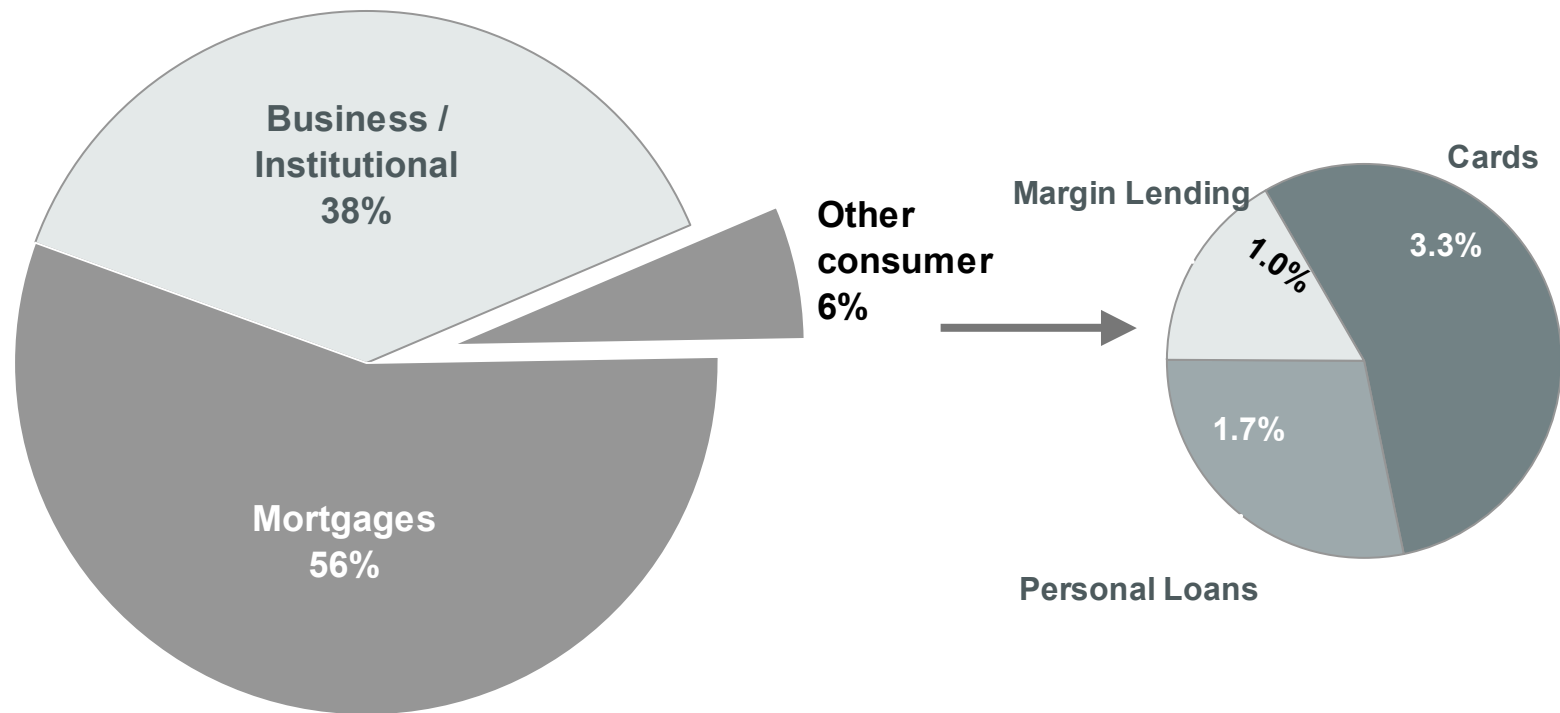 Business /
Institutional
38%
Mortgages
56%
Other
consumer
6%
Margin Lending
1.0%
Cards
3.3%
1.7%
Personal Loans